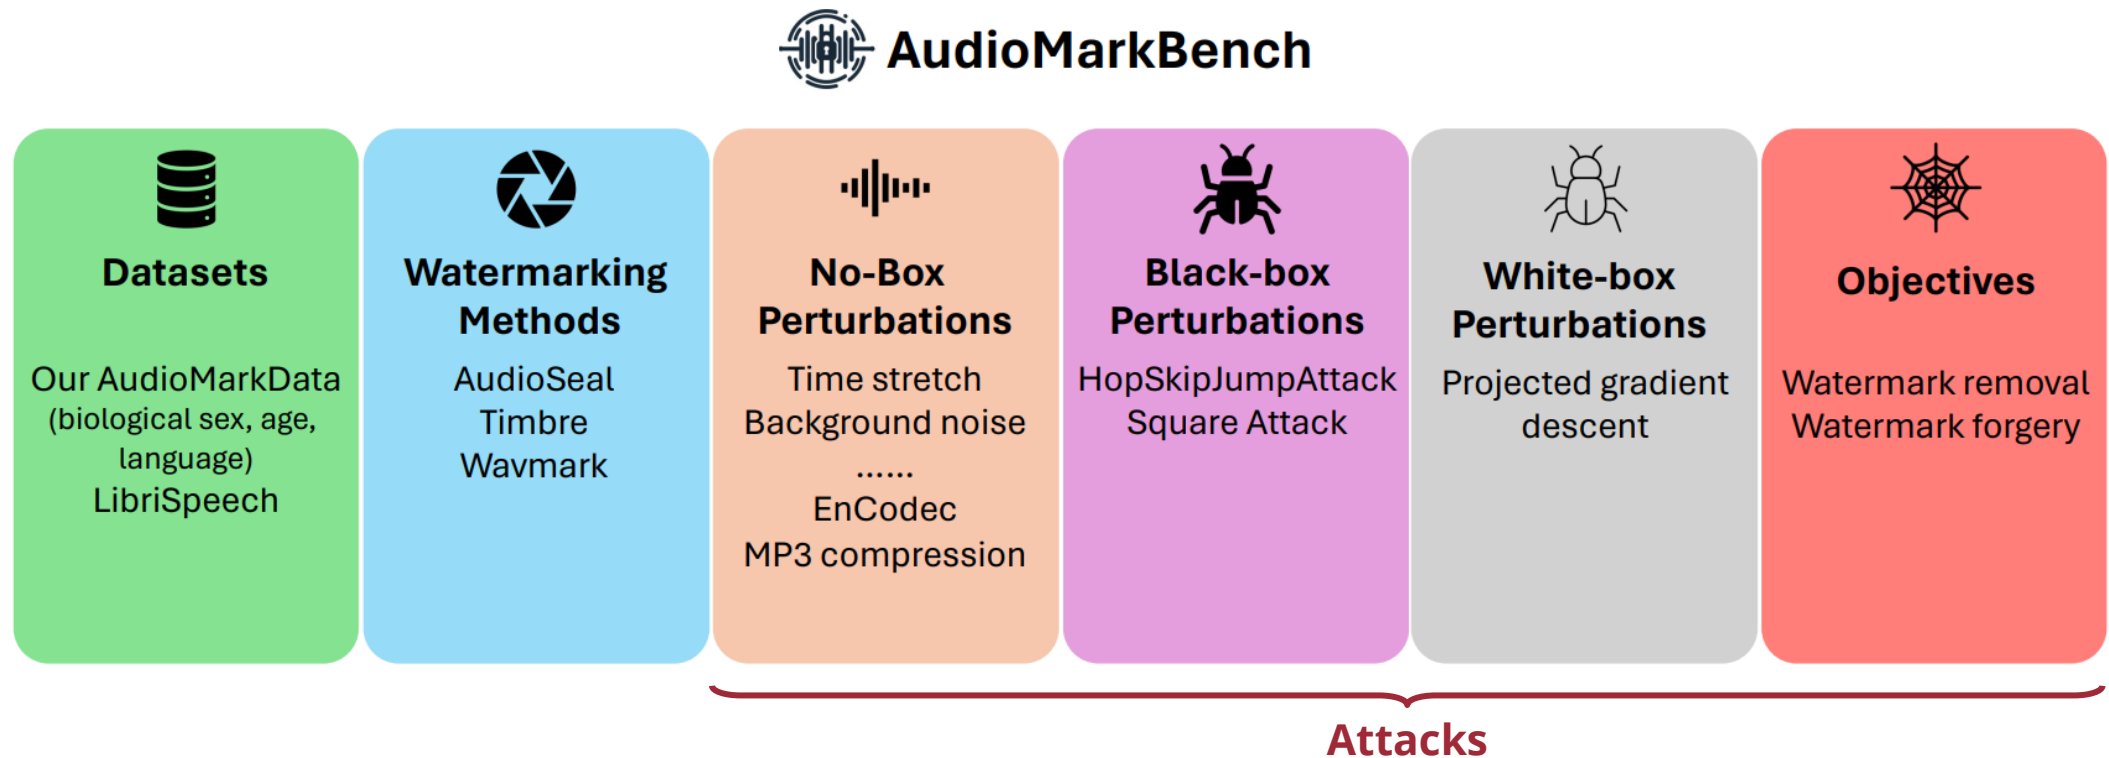 AudioMarkBench
Datasets
Our AudioMarkData
(biological sex, age,
language)
LibriSpeech
Watermarking
Methods
AudioSeal
Timbre
Wavmark
No-Box
Perturbations
Time stretch
Background noise
......
EnCodec
MP3 compression
Black-box
Perturbations
HopSkipJumpAttack
Square Attack
White-box
Perturbations
Projected gradient
descent
Objectives
Watermark removal
Watermark forgery
Attacks